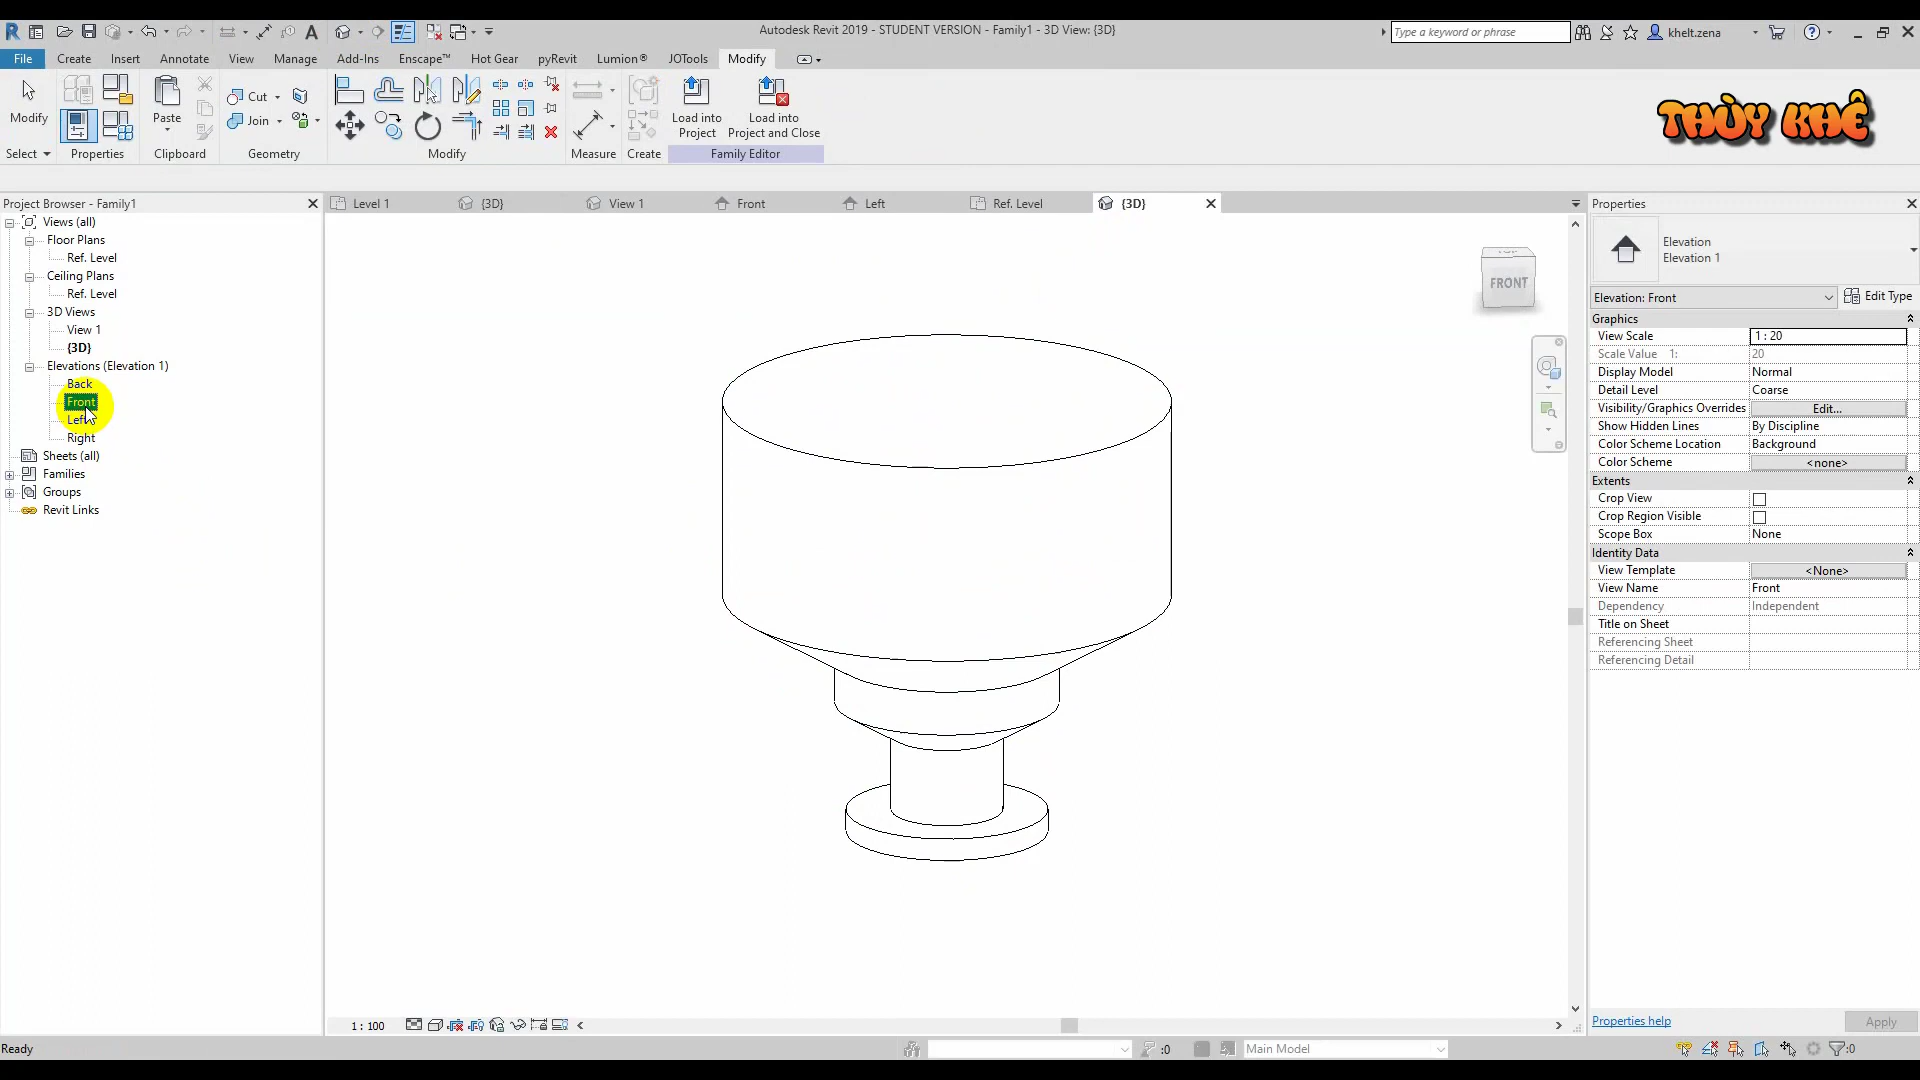 Autodesk Revit 2019 - STUDENT VERSION - Family1 - 3D View: {3D}
Type a keyword or phrase
khelt.zena
File Create Insert Annotate View Manage Add-Ins Enscape™ Hot Gear pyRevit Lumion® JOTools Modify
Modify
Paste
Cut
Join
Load into
Project
Load into
Project and Close
Select Properties Clipboard Geometry Modify Measure Create Family Editor
THÙY KHÊ
Project Browser - Family1
Level 1 {3D} View 1 Front Left Ref. Level {3D}
Views (all)
Floor Plans
Ref. Level
Ceiling Plans
Ref. Level
3D Views
View 1
{3D}
Elevations (Elevation 1)
Back
Front
Left
Right
Sheets (all)
Families
Groups
Revit Links
TOP
FRONT
Properties
Elevation
Elevation 1
Elevation: Front Edit Type
Graphics
View Scale 1 : 20
Scale Value 1: 20
Display Model Normal
Detail Level Coarse
Visibility/Graphics Overrides Edit...
Show Hidden Lines By Discipline
Color Scheme Location Background
Color Scheme <none>
Extents
Crop View
Crop Region Visible
Scope Box None
Identity Data
View Template <None>
View Name Front
Dependency Independent
Title on Sheet
Referencing Sheet
Referencing Detail
Properties help Apply
1 : 100
Ready
:0
Main Model
:0